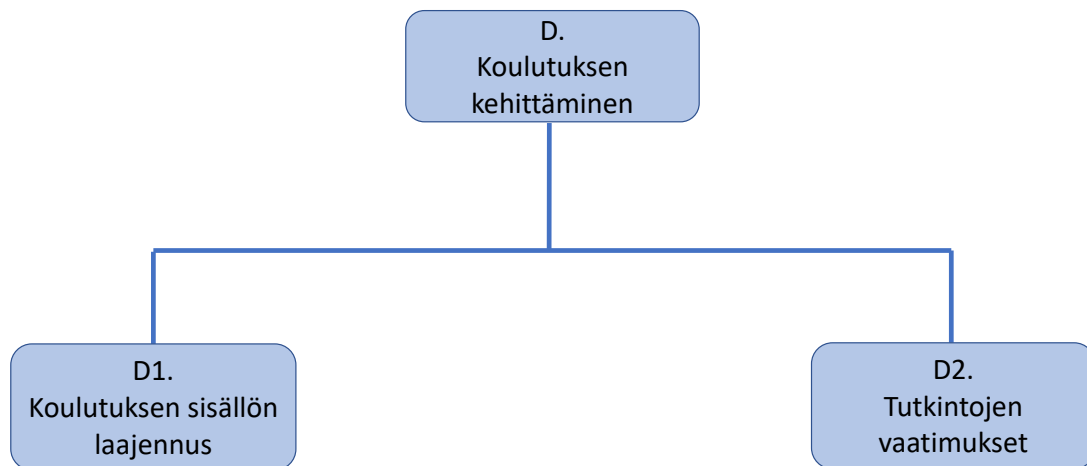 D.
Koulutuksen
kehittäminen
D1.
Koulutuksen sisällön
laajennus
D2.
Tutkintojen
vaatimukset